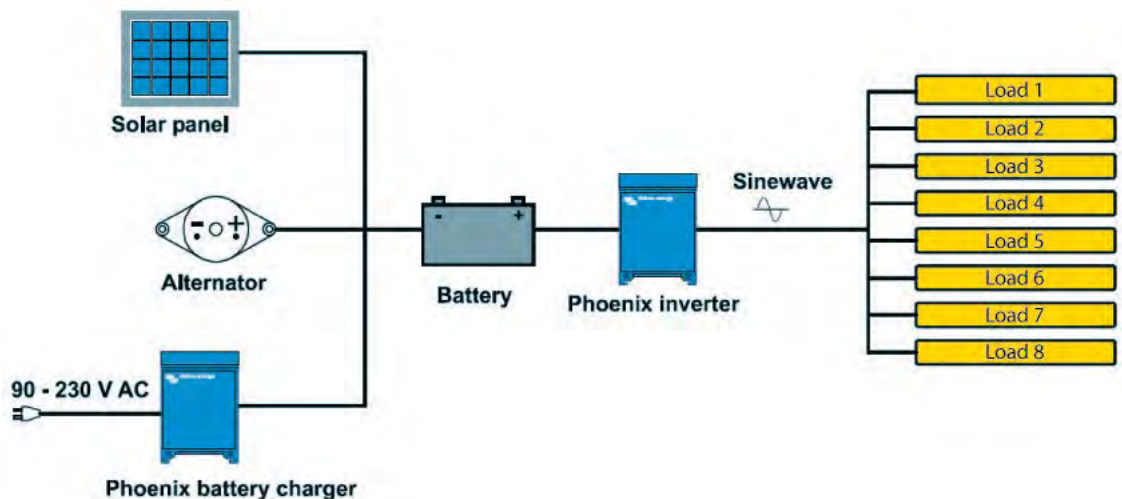 Solar panel
Alternator
90 - 230 V AC
Phoenix battery charger
- +
- +
Battery
Phoenix inverter
Sinewave
Load 1
Load 2
Load 3
Load 4
Load 5
Load 6
Load 7
Load 8